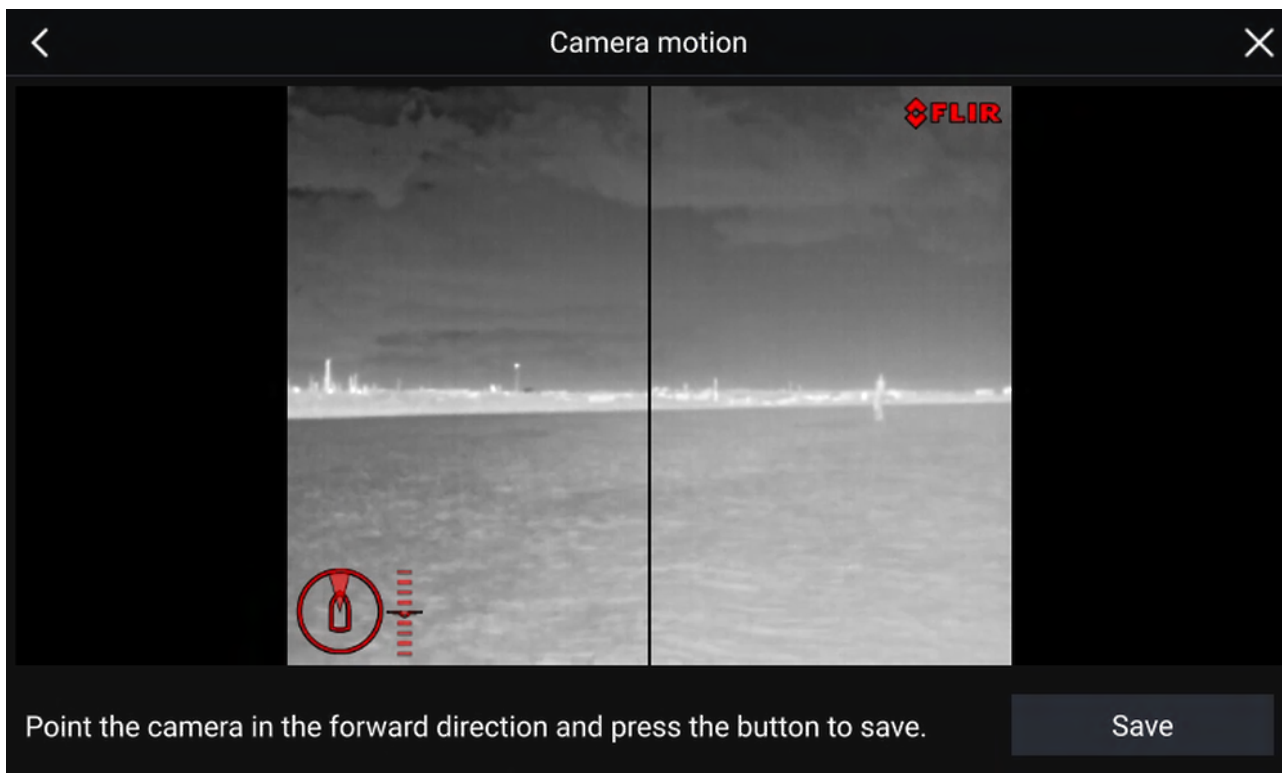 Camera motion
FLIR
Point the camera in the forward direction and press the button to save.
Save